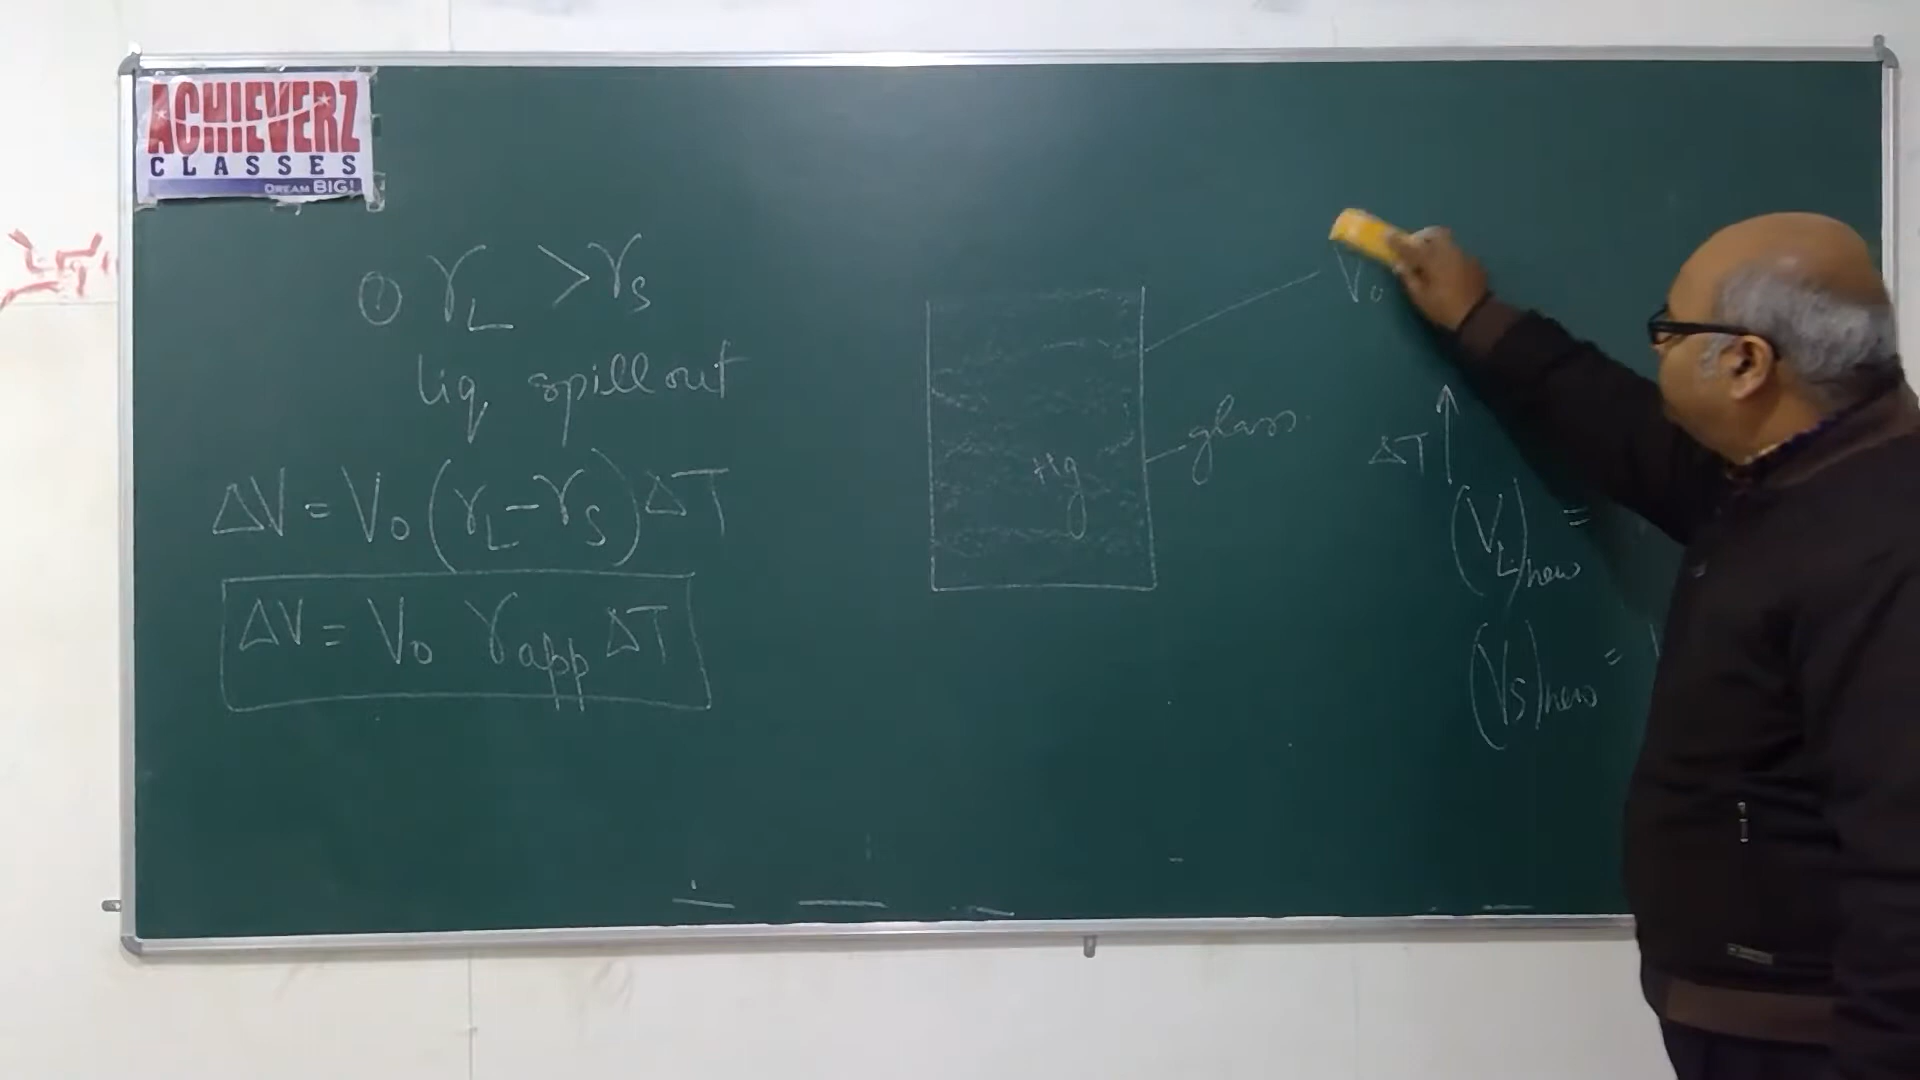 ACHIEVERZ
CLASSES
DREAM BIG!
① γL > γs
liq spill out
ΔV = V₀ (γL - γs) ΔT
ΔV = V₀ γapp ΔT
V₀
glass
Hg
ΔT ↑
(VL)new =
(Vs)new =